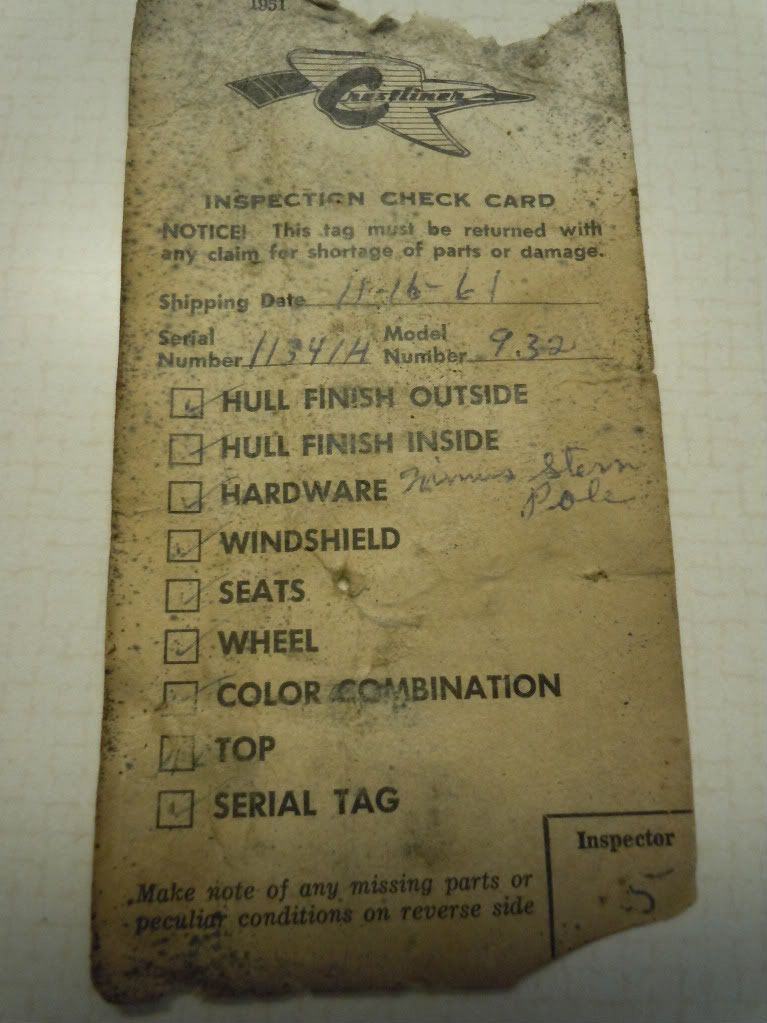 1951
Crestliner
INSPECTION CHECK CARD
NOTICE! This tag must be returned with
any claim for shortage of parts or damage.
Shipping Date 11-16-61
Serial Number 11341H Model Number 9.32
HULL FINISH OUTSIDE
HULL FINISH INSIDE
HARDWARE minus Stern Pole
WINDSHIELD
SEATS
WHEEL
COLOR COMBINATION
TOP
SERIAL TAG
Inspector
5
Make note of any missing parts or
peculiar conditions on reverse side